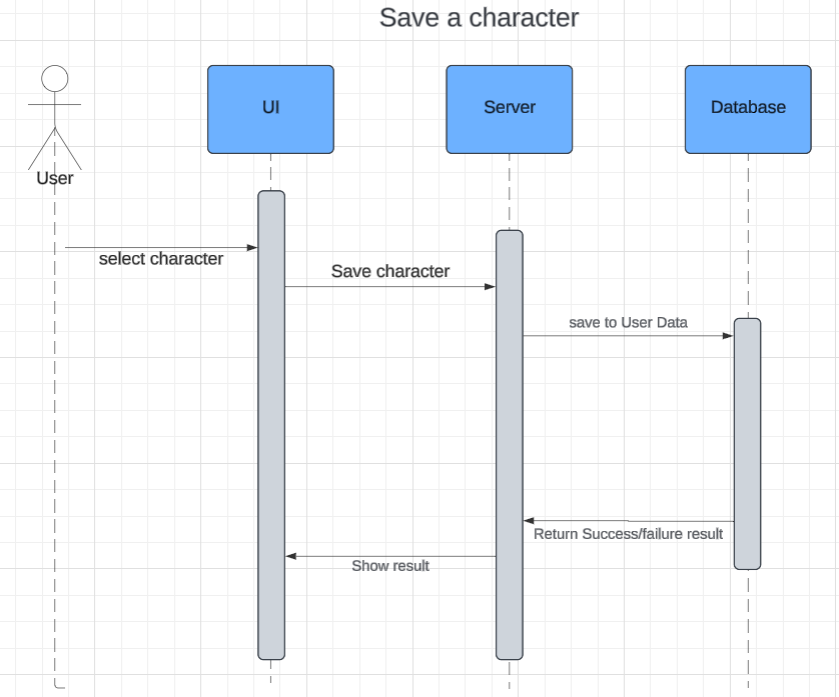 Save a character
UI
Server
Database
User
select character
Save character
save to User Data
Return Success/failure result
Show result